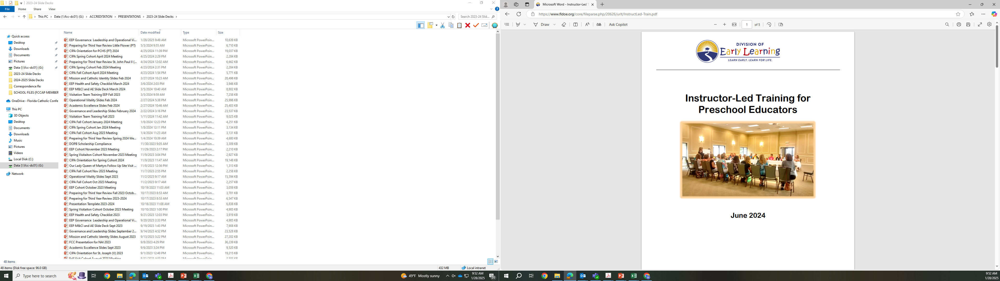 2023-24 Slide Decks
File Home Share View
This PC Data (\\fcc-dc01) (G:) ACCREDITATION PRESENTATIONS 2023-24 Slide Decks
Search 2023-24 Slid...
Name Date modified Type Size
Quick access
Desktop
Downloads
Documents
Pictures
Data (\\fcc-dc01) (G:)
2023-24 Slide Decks
2024-2025 Slide Decks
Correspondence Re
SCHOOL FILES (FCCAP MEMBER
OneDrive - Florida Catholic Confe
This PC
3D Objects
Desktop
Documents
Downloads
Music
Pictures
Videos
Local Disk (C:)
Data (\\fcc-dc01) (G:)
Network
EEP Governance  Leadership and Operational Vi... 1/28/2025 9:49 AM Microsoft PowerPoin... 10,639 KB
Preparing for Third Year Review Little Flower (PT) 5/3/2024 9:55 AM Microsoft PowerPoin... 6,710 KB
CIPA Orientation for PCHS (PT) 2024 4/25/2024 11:39 PM Microsoft PowerPoin... 19,037 KB
CIPA Spring Cohort April 2024 Meeting 4/25/2024 2:29 PM Microsoft PowerPoin... 2,284 KB
Preparing for Third Year Review St. John Paul II (... 4/24/2024 12:02 AM Microsoft PowerPoin... 6,662 KB
CIPA Spring Cohort Feb 2024 Meeting 4/23/2024 2:31 PM Microsoft PowerPoin... 2,284 KB
CIPA Fall Cohort April 2024 Meeting 4/23/2024 1:54 PM Microsoft PowerPoin... 5,771 KB
Mission and Catholic Identity Slides Feb 2024 3/27/2024 10:23 AM Microsoft PowerPoin... 28,496 KB
EEP Health and Safety Checklist March 2024 3/6/2024 2:03 PM Microsoft PowerPoin... 3,946 KB
EEP M&CI and AE Slide Deck March 2024 3/5/2024 10:40 AM Microsoft PowerPoin... 8,802 KB
Visitation Team Training EEP Fall 2023 3/5/2024 9:59 AM Microsoft PowerPoin... 7,258 KB
Operational Vitality Slides Feb 2024 2/27/2024 5:38 PM Microsoft PowerPoin... 25,996 KB
Academic Excellence Slides Feb 2024 2/27/2024 10:46 AM Microsoft PowerPoin... 25,403 KB
Governance and Leadership Slides February 2024 2/22/2024 3:16 PM Microsoft PowerPoin... 23,537 KB
Visitation Team Training Fall 2023 1/11/2024 11:42 AM Microsoft PowerPoin... 9,025 KB
CIPA Fall Cohort January 2024 Meeting 1/8/2024 12:23 PM Microsoft PowerPoin... 4,251 KB
CIPA Spring Cohort Jan 2024 Meeting 1/8/2024 12:11 PM Microsoft PowerPoin... 3,134 KB
CIPA Fall Cohort Aug 2023 Meeting 1/4/2024 11:23 AM Microsoft PowerPoin... 3,131 KB
Preparing for Third Year Review Spring 2024 We... 1/4/2024 10:39 AM Microsoft PowerPoin... 4,680 KB
DOPB Scholarship Compliance 11/30/2023 9:05 AM Microsoft PowerPoin... 3,309 KB
EEP Cohort November 2023 Meeting 11/29/2023 2:17 PM Microsoft PowerPoin... 2,210 KB
Spring Visitaiton Cohort November 2023 Meeting 11/9/2023 3:04 PM Microsoft PowerPoin... 2,927 KB
CIPA Orientation for Spring Cohort 2024 11/9/2023 11:47 AM Microsoft PowerPoin... 19,148 KB
Our Lady Queen of Martyrs Follow Up Site Visit ... 11/8/2023 12:56 PM Microsoft PowerPoin... 1,313 KB
CIPA Fall Cohort Nov 2023 Meeting 11/7/2023 2:55 PM Microsoft PowerPoin... 2,258 KB
Operational Vitality Slides Sept 2023 11/2/2023 9:17 AM Microsoft PowerPoin... 15,394 KB
CIPA Fall Cohort Oct 2023 Meeting 11/2/2023 9:17 AM Microsoft PowerPoin... 2,257 KB
EEP Cohort October 2023 Meeting 10/19/2023 11:03 AM Microsoft PowerPoin... 3,059 KB
Preparing for Third Year Review Fall 2023 Octob... 10/17/2023 8:53 AM Microsoft PowerPoin... 3,701 KB
Preparing for Third Year Review 2023-2024 10/17/2023 8:53 AM Microsoft PowerPoin... 6,547 KB
Presentation Template 2023-2024 10/16/2023 11:08 AM Microsoft PowerPoin... 6,838 KB
Spring Visitaiton Cohort October 2023 Meeting 10/10/2023 1:00 PM Microsoft PowerPoin... 4,985 KB
EEP Health and Safety Checklist 2023 9/21/2023 12:03 PM Microsoft PowerPoin... 3,919 KB
EEP Governance  Leadership and Operational Vi... 9/20/2023 2:33 PM Microsoft PowerPoin... 4,985 KB
EEP M&CI and AE Slide Deck Sept 2023 9/19/2023 1:43 PM Microsoft PowerPoin... 7,908 KB
Governance and Leadership Slides September 2... 9/14/2023 4:52 PM Microsoft PowerPoin... 23,528 KB
Mission and Catholic Identity Slides August 2023 9/13/2023 3:22 PM Microsoft PowerPoin... 27,202 KB
FCC Presentation for NAI 2023 9/8/2023 4:29 PM Microsoft PowerPoin... 36,239 KB
Academic Excellence Slides Sept 2023 9/6/2023 3:24 PM Microsoft PowerPoin... 9,520 KB
CIPA Orientation for St. Joseph (V) 2023 9/1/2023 12:48 PM Microsoft PowerPoin... 19,215 KB
Fall Visit Cohort August 2023 Meeting 8/31/2023 4:00 PM Microsoft PowerPoin... 3,583 KB
48 items
48 items (Disk free space: 96.0 GB) 432 MB Local intranet
Type here to search 49°F Mostly sunny 9:52 AM
1/28/2025
20
Microsoft Word - Instructor-Led T
https://www.fldoe.org/core/fileparse.php/20626/urlt/InstructLed-Train.pdf
Draw Ask Copilot 1 of 5
DIVISION OF
Early Learning
LEARN EARLY. LEARN FOR LIFE.
Instructor-Led Training for
Preschool Educators
June 2024
9:52 AM
1/28/2025